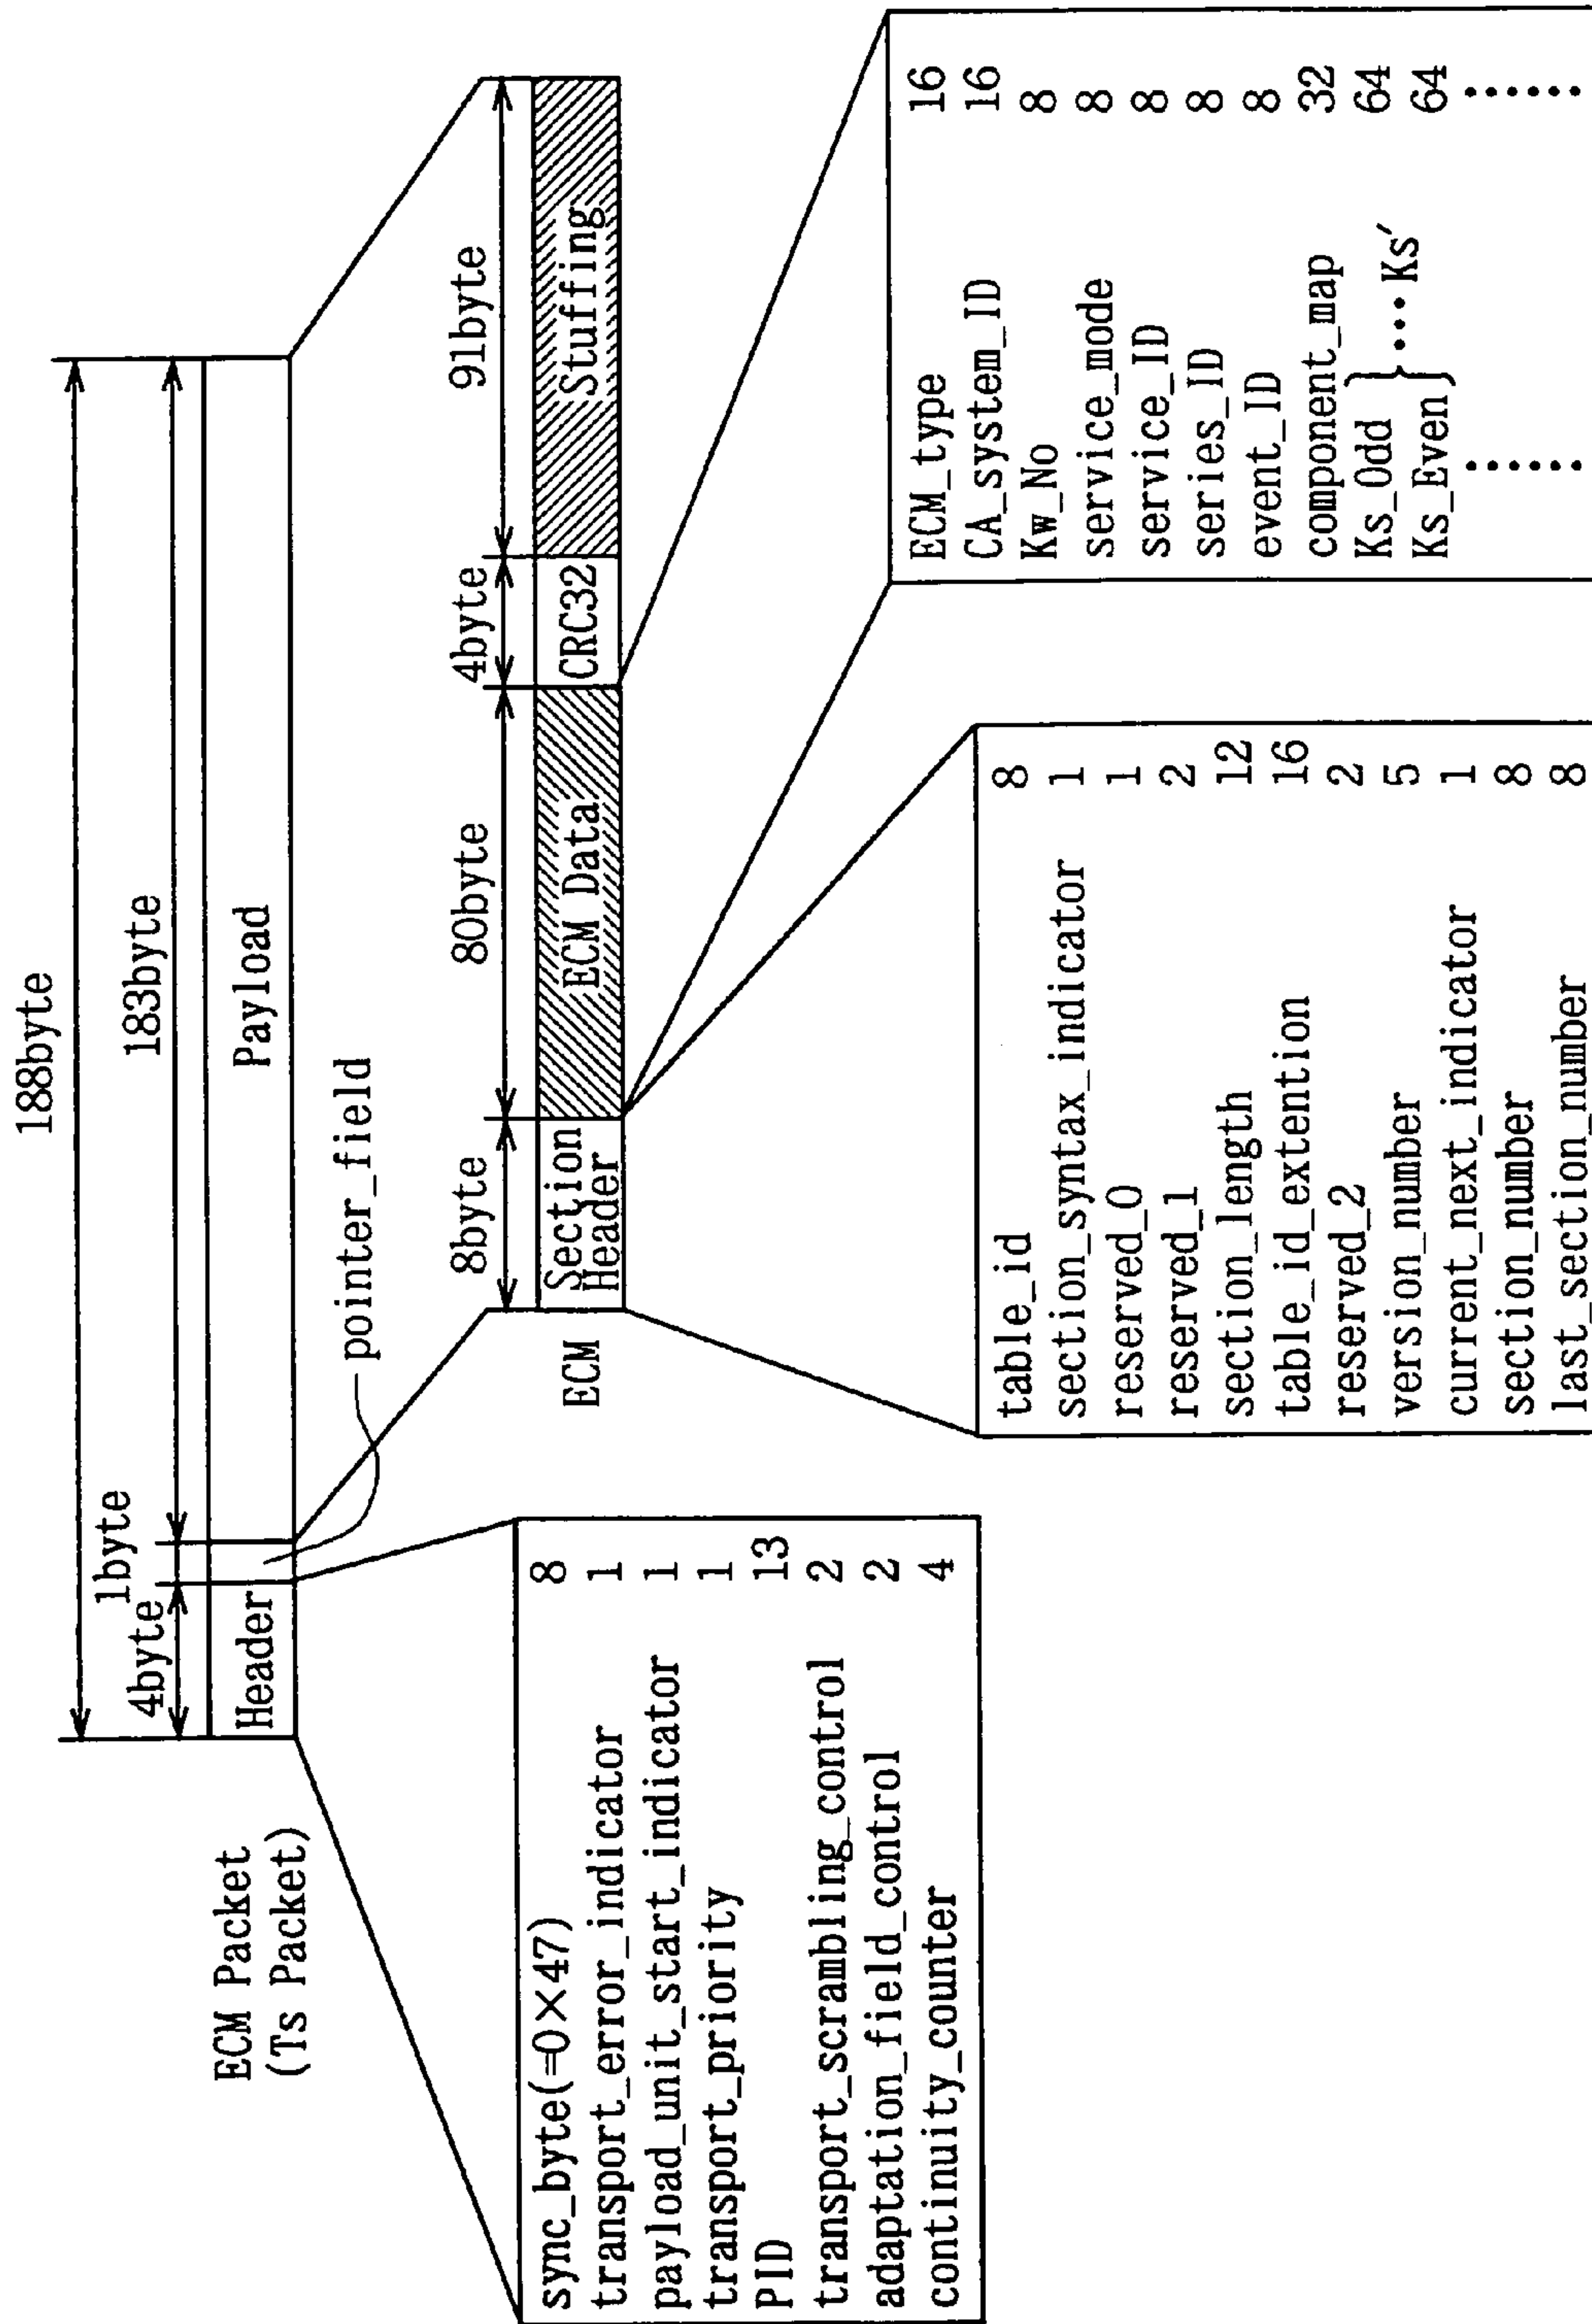 188byte
4byte
1byte
183byte
ECM Packet
(Ts Packet)
Header
Payload
pointer_field
8byte
80byte
4byte
91byte
ECM
Section
Header
ECM Data
CRC32
Stuffing
sync_byte(=0×47) 8
transport_error_indicator 1
payload_unit_start_indicator 1
transport_priority 1
PID 13
transport_scrambling_control 2
adaptation_field_control 2
continuity_counter 4
table_id 8
section_syntax_indicator 1
reserved_0 1
reserved_1 2
section_length 12
table_id_extention 16
reserved_2 2
version_number 5
current_next_indicator 1
section_number 8
last_section_number 8
ECM_type 16
CA_system_ID 16
Kw_No 8
service_mode 8
service_ID 8
series_ID 8
event_ID 8
component_map 32
Ks_Odd 64
Ks_Even } ...Ks′ 64
...... ......